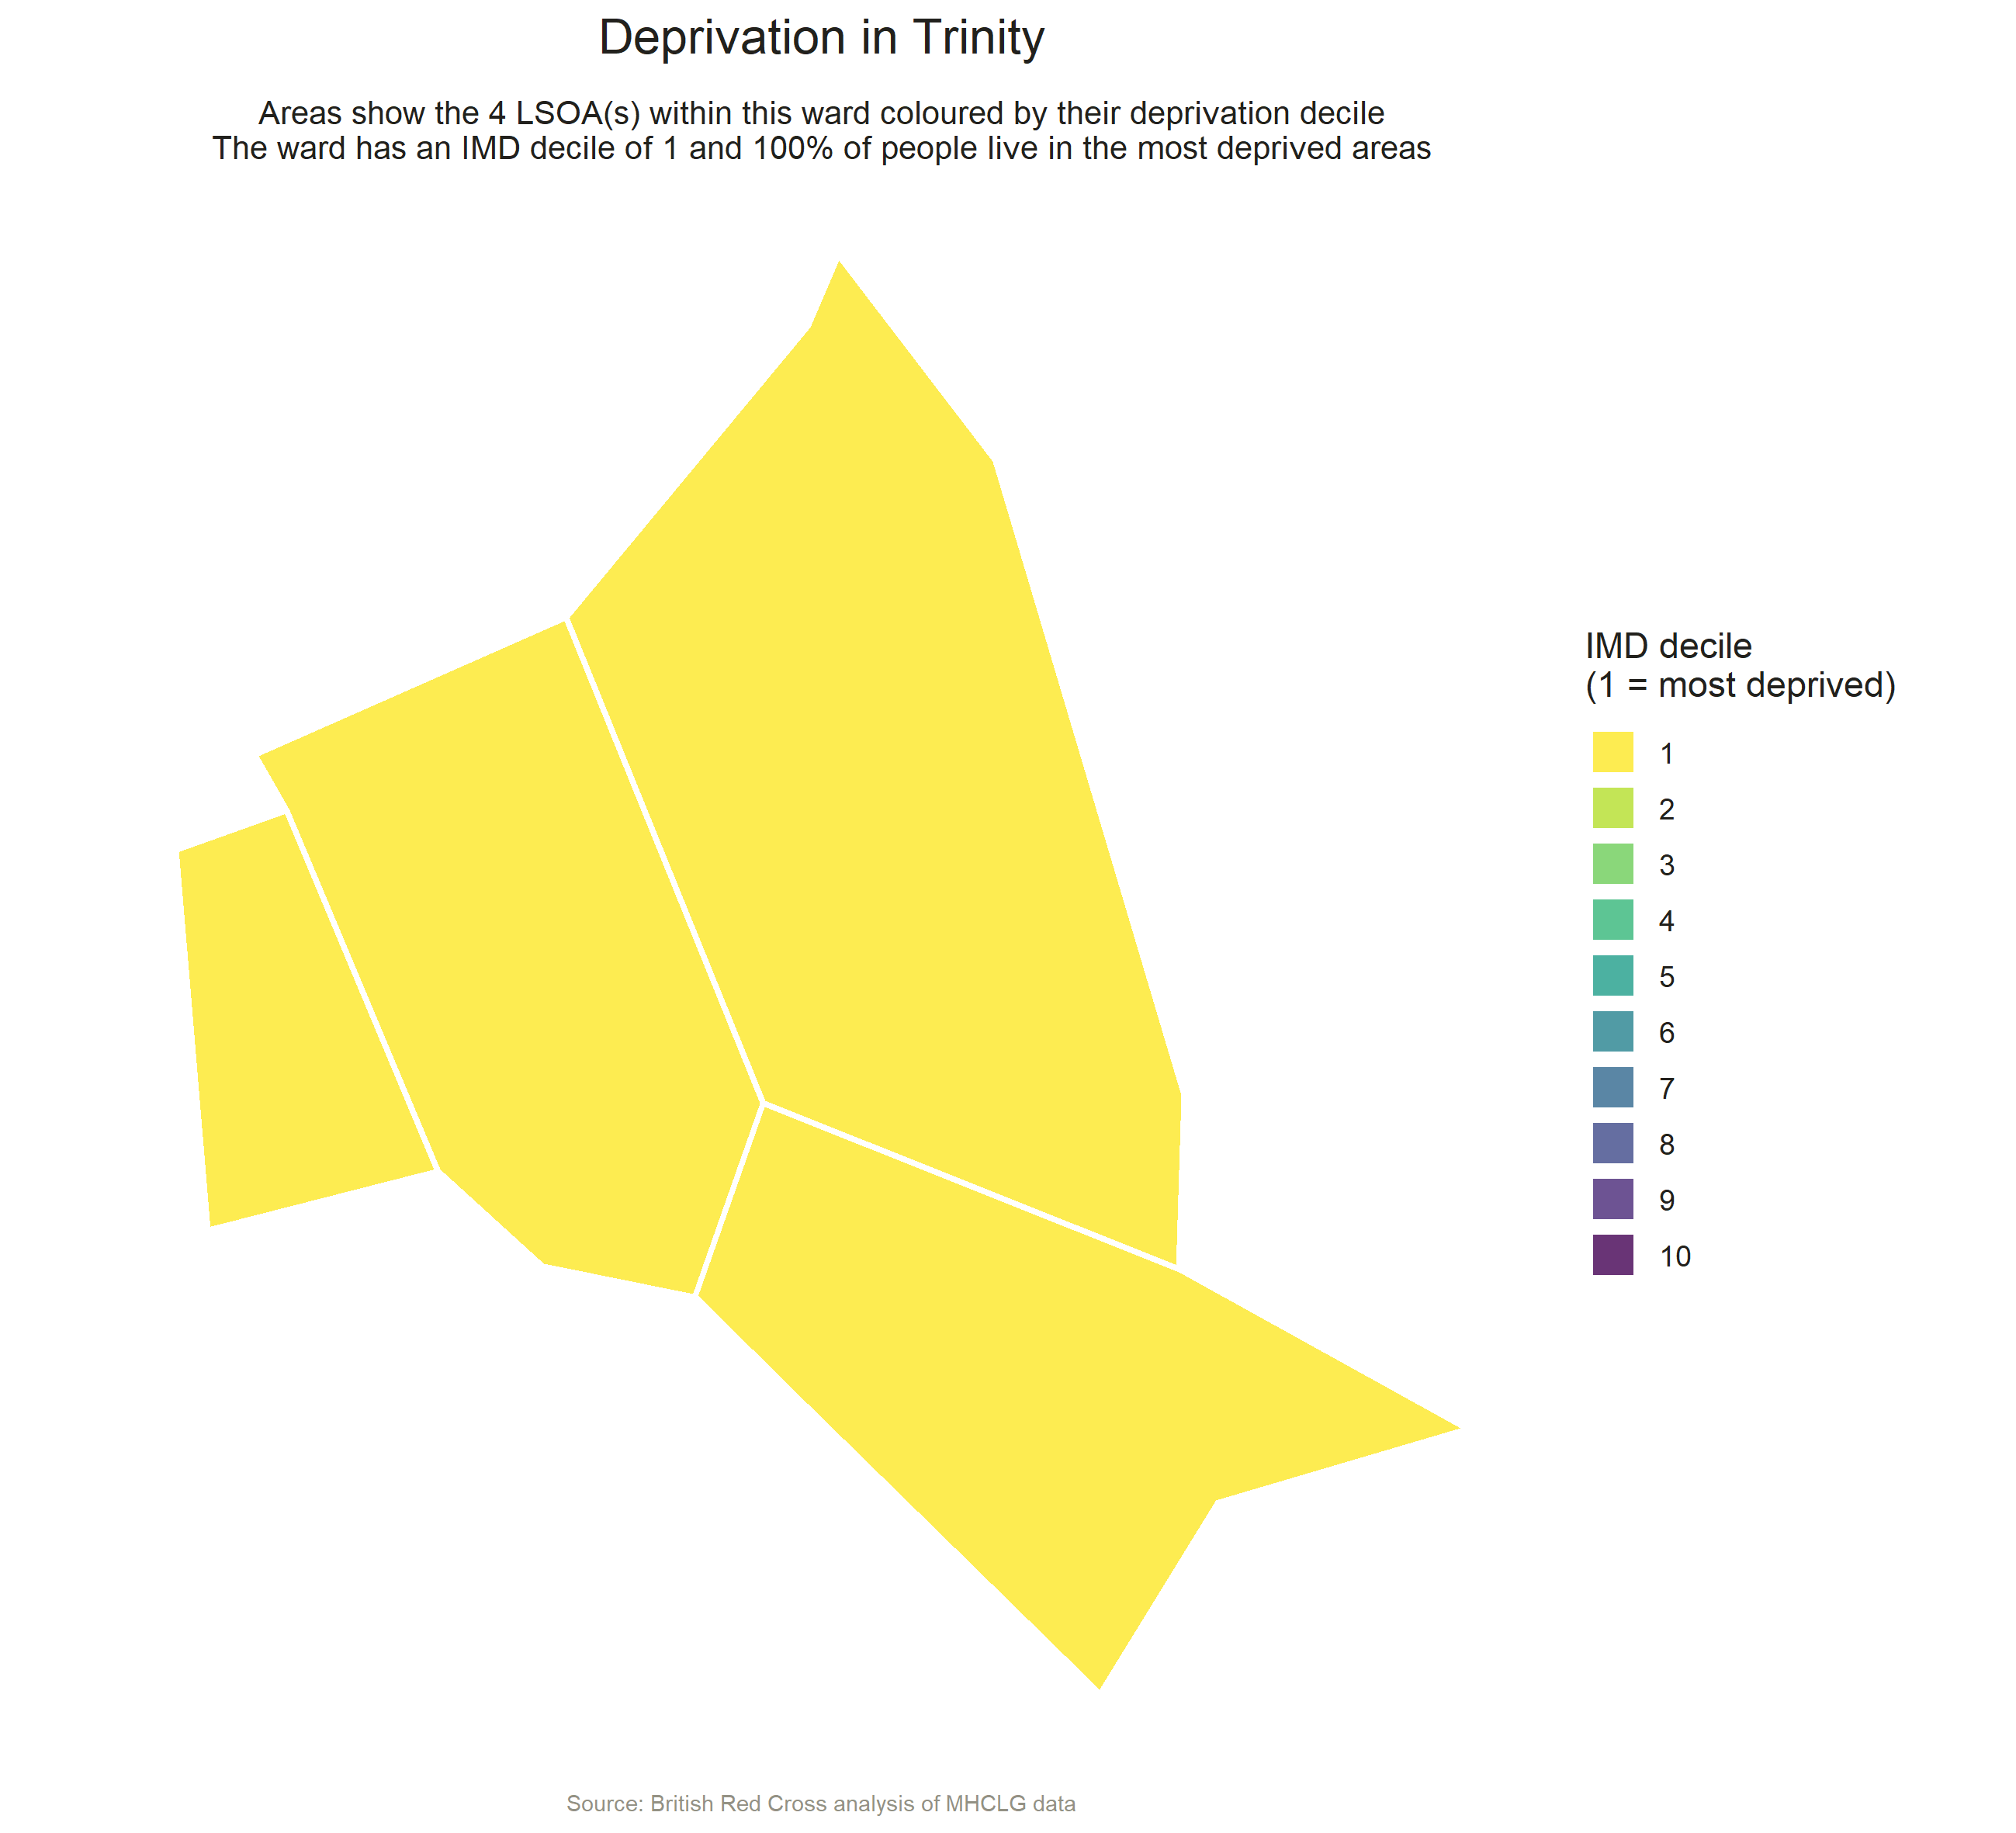 Deprivation in Trinity
Areas show the 4 LSOA(s) within this ward coloured by their deprivation decile
The ward has an IMD decile of 1 and 100% of people live in the most deprived areas
IMD decile
(1 = most deprived)
1
2
3
4
5
6
7
8
9
10
Source: British Red Cross analysis of MHCLG data